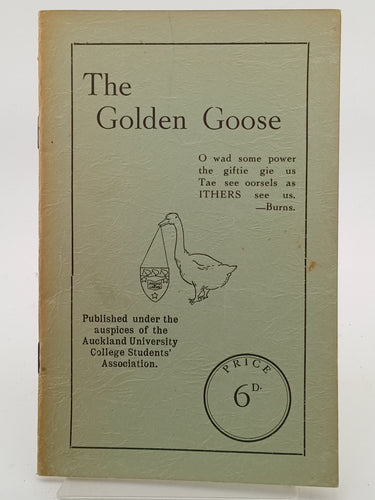 The
Golden Goose
O wad some power
the giftie gie us
Tae see oorsels as
ITHERS see us.
—Burns.
Published under the
auspices of the
Auckland University
College Students'
Association.
PRICE
6D.